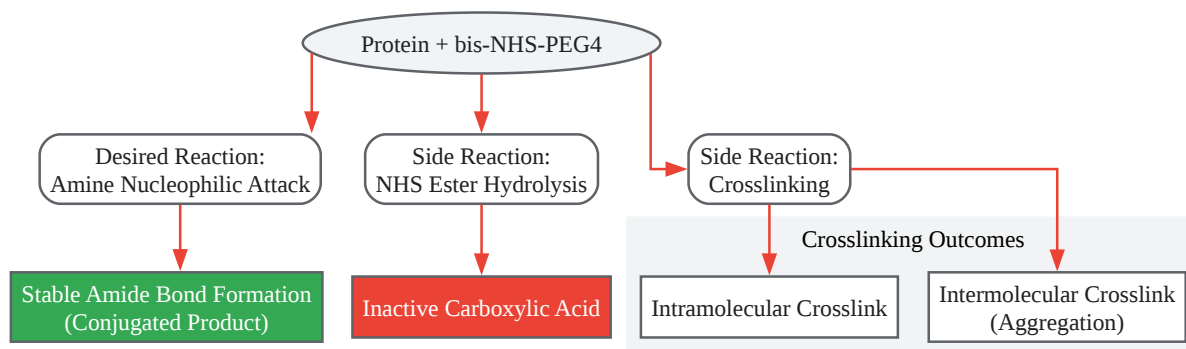 Protein + bis-NHS-PEG4
Desired Reaction:
Amine Nucleophilic Attack
Side Reaction:
NHS Ester Hydrolysis
Side Reaction:
Crosslinking
Crosslinking Outcomes
Stable Amide Bond Formation
(Conjugated Product)
Inactive Carboxylic Acid
Intramolecular Crosslink
Intermolecular Crosslink
(Aggregation)